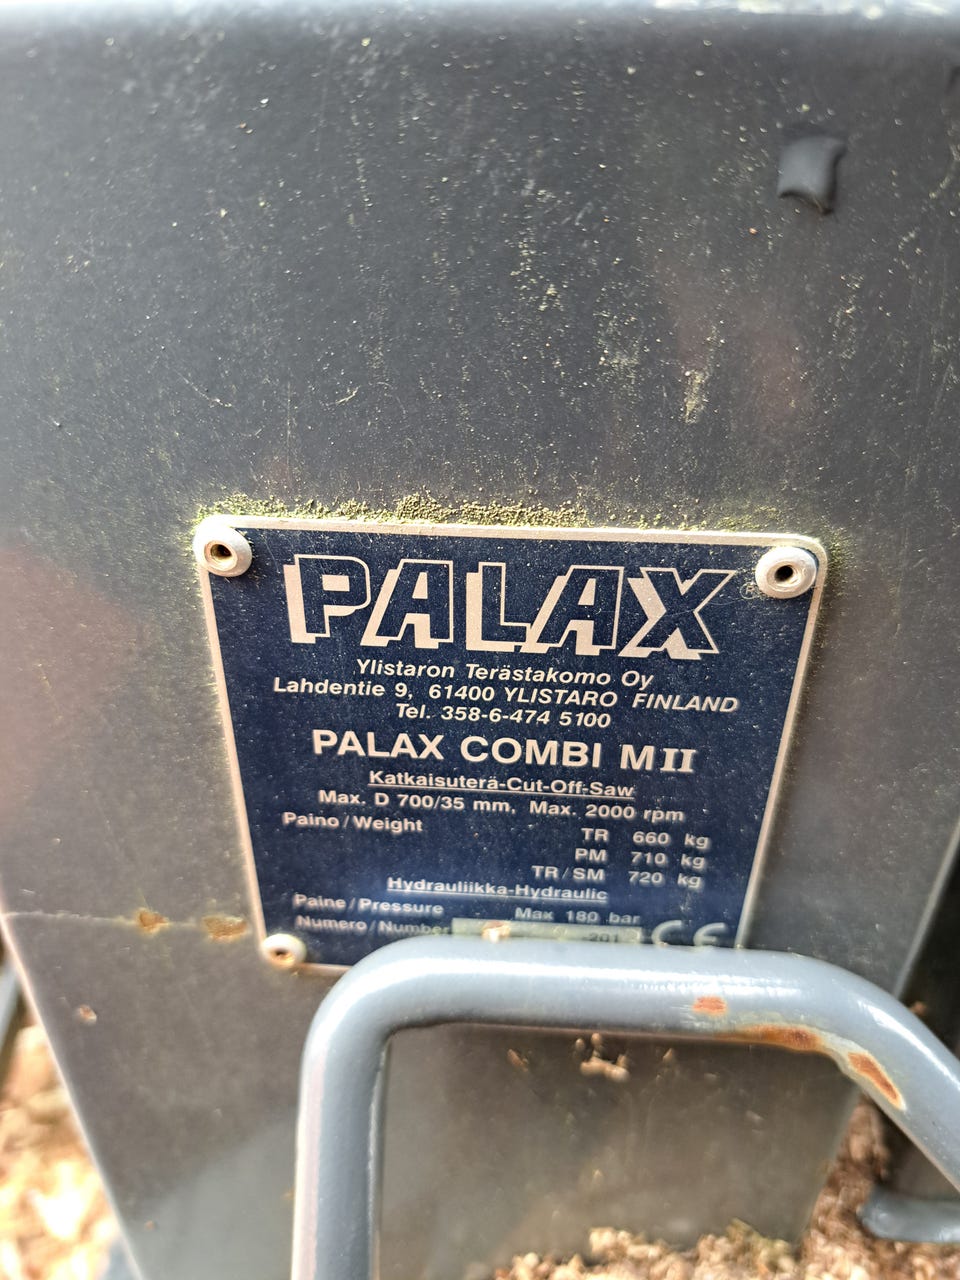 PALAX ®
Ylistaron Terästakomo Oy
Lahdentie 9, 61400 YLISTARO FINLAND
Tel. 358-6-474 5100
PALAX COMBI M II
Katkaisuterä-Cut-Off-Saw
Max. D 700/35 mm, Max. 2000 rpm
Paino / Weight TR 660 kg
PM 710 kg
TR / SM 720 kg
Hydrauliikka-Hydraulic
Paine / Pressure Max 180 bar
Numero / Number CE